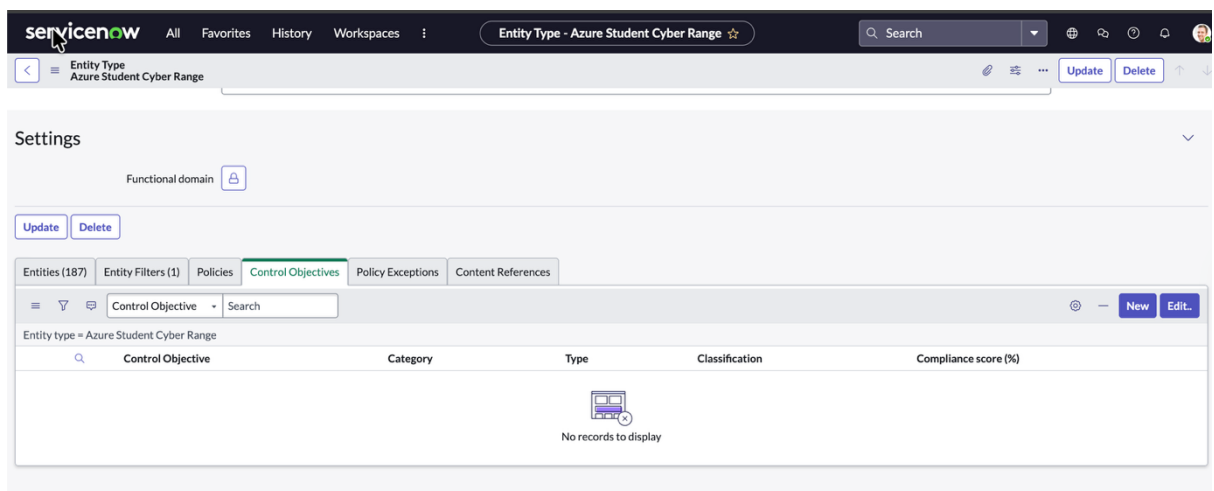 servicenow All Favorites History Workspaces Entity Type - Azure Student Cyber Range Search
Entity Type
Azure Student Cyber Range
Update Delete
Settings
Functional domain
Update Delete
Entities (187) Entity Filters (1) Policies Control Objectives Policy Exceptions Content References
Control Objective Search New Edit..
Entity type = Azure Student Cyber Range
Control Objective Category Type Classification Compliance score (%)
No records to display